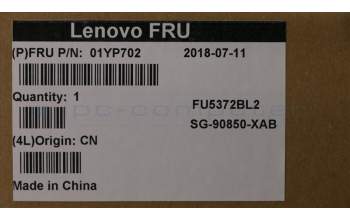 Lenovo FRU
(P)FRU P/N: 01YP702 2018-07-11
Quantity: 1
FU5372BL2
SG-90850-XAB
(4L)Origin: CN
Made in China